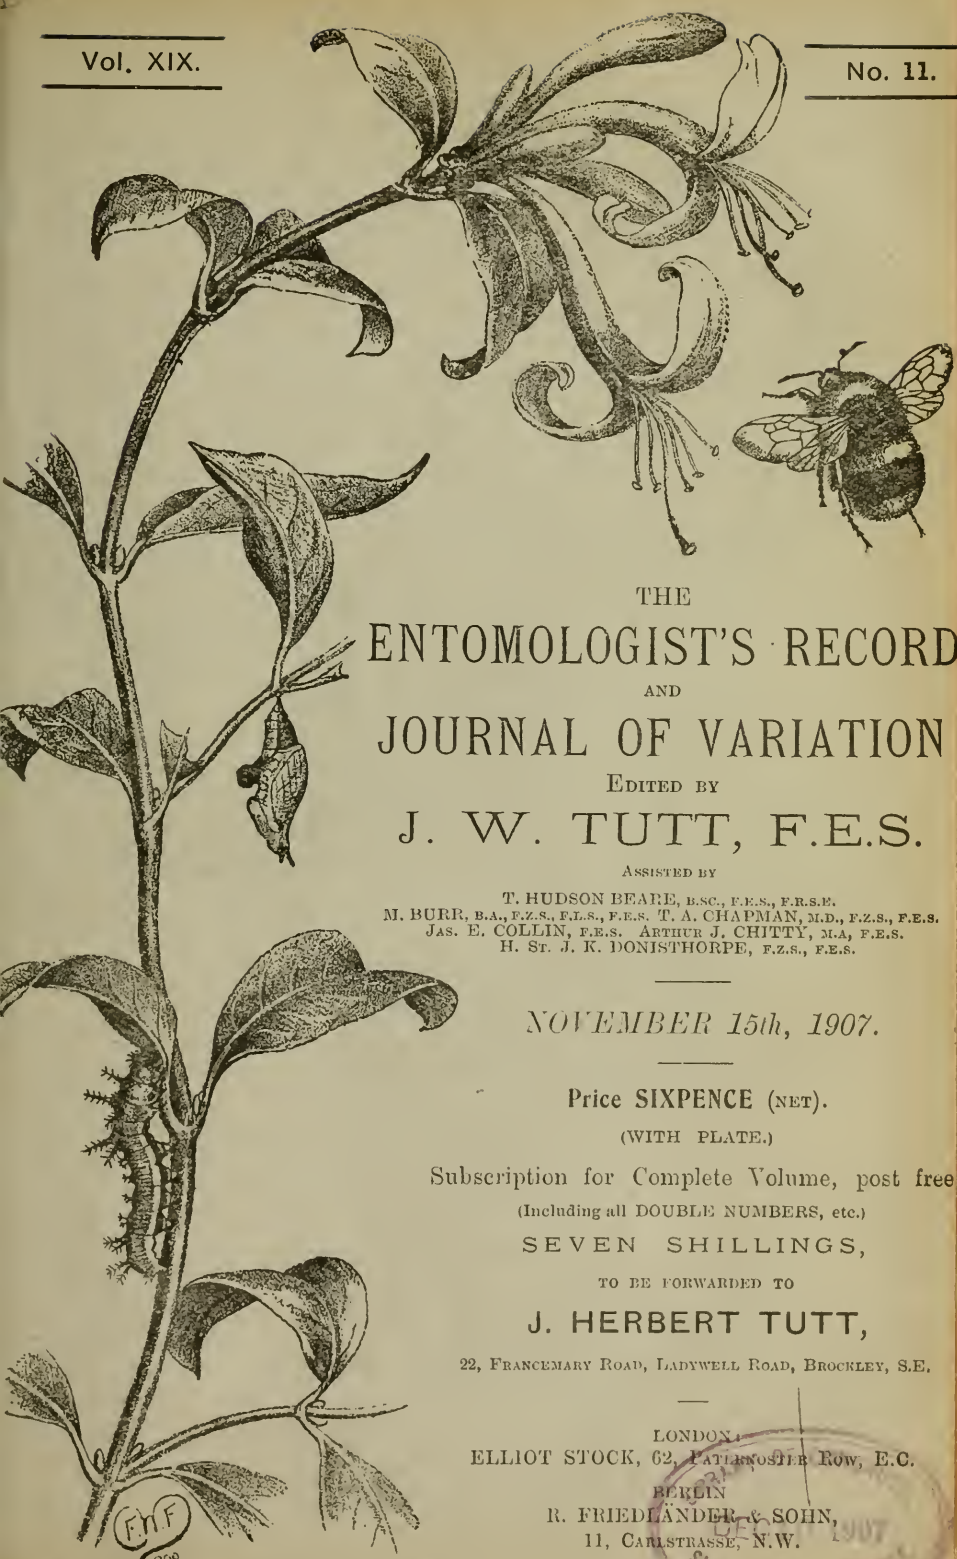 Vol. XIX.
No. 11.
THE
ENTOMOLOGIST'S RECORD
AND
JOURNAL OF VARIATION
EDITED BY
J. W. TUTT, F.E.S.
ASSISTED BY
T. HUDSON BEARE, B.SC., F.E.S., F.R.S.E.
M. BURR, B.A., F.Z.S., F.L.S., F.E.S. T. A. CHAPMAN, M.D., F.Z.S., F.E.S.
JAS. E. COLLIN, F.E.S. ARTHUR J. CHITTY, M.A, F.E.S.
H. ST. J. K. DONISTHORPE, F.Z.S., F.E.S.
NOVEMBER 15th, 1907.
Price SIXPENCE (NET).
(WITH PLATE.)
Subscription for Complete Volume, post free
(Including all DOUBLE NUMBERS, etc.)
SEVEN SHILLINGS,
TO BE FORWARDED TO
J. HERBERT TUTT,
22, FRANCEMARY ROAD, LADYWELL ROAD, BROCKLEY, S.E.
LONDON:
ELLIOT STOCK, 62, PATERNOSTER ROW, E.C.
BERLIN
R. FRIEDLÄNDER & SOHN,
11, CARLSTRASSE, N.W.
F.N.F
1907